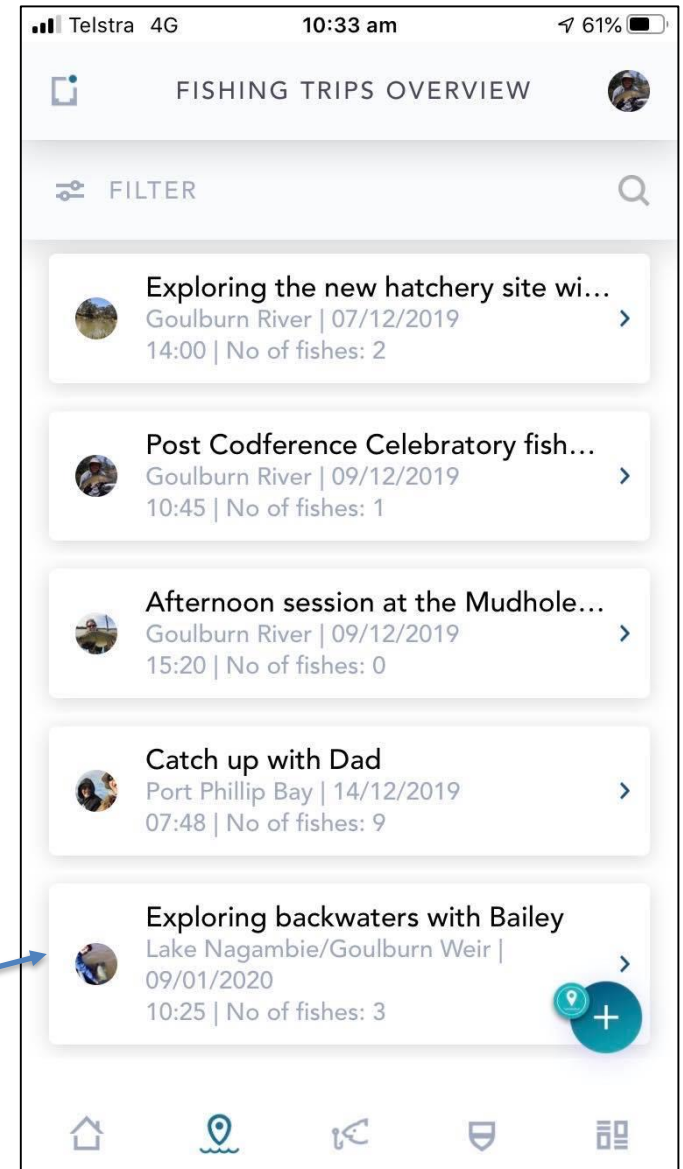 Telstra 4G 10:33 am 61%
FISHING TRIPS OVERVIEW
FILTER
Exploring the new hatchery site wi...
Goulburn River | 07/12/2019
14:00 | No of fishes: 2
Post Codference Celebratory fish...
Goulburn River | 09/12/2019
10:45 | No of fishes: 1
Afternoon session at the Mudhole...
Goulburn River | 09/12/2019
15:20 | No of fishes: 0
Catch up with Dad
Port Phillip Bay | 14/12/2019
07:48 | No of fishes: 9
Exploring backwaters with Bailey
Lake Nagambie/Goulburn Weir |
09/01/2020
10:25 | No of fishes: 3
+